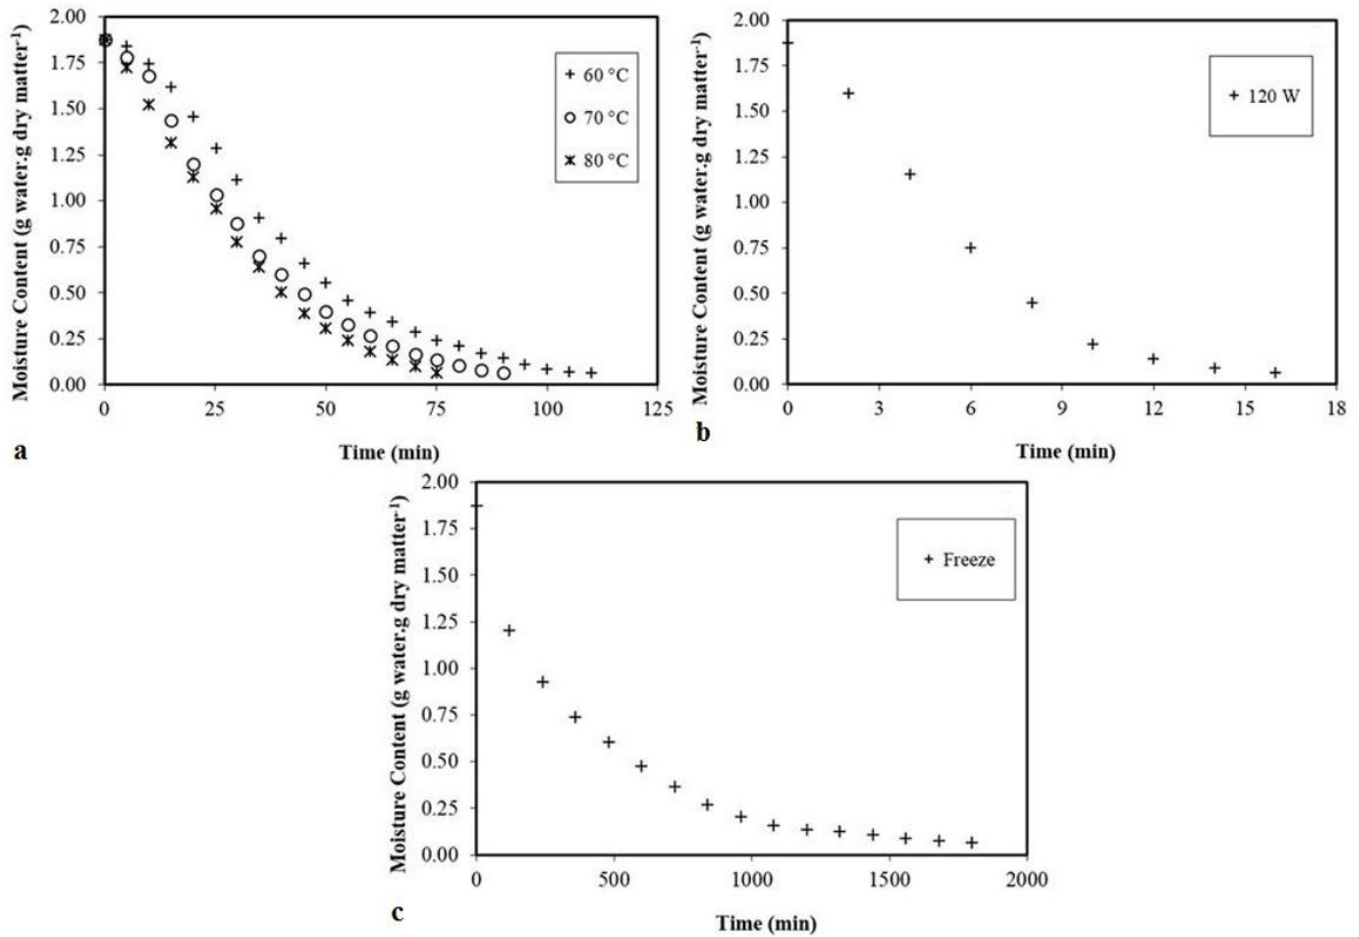 Moisture Content (g water.g dry matter⁻¹)
2.00
1.75
1.50
1.25
1.00
0.75
0.50
0.25
0.00
0 25 50 75 100 125
Time (min)
60 °C
70 °C
80 °C
a
Moisture Content (g water.g dry matter⁻¹)
2.00
1.75
1.50
1.25
1.00
0.75
0.50
0.25
0.00
0 3 6 9 12 15 18
Time (min)
120 W
b
Moisture Content (g water.g dry matter⁻¹)
2.00
1.75
1.50
1.25
1.00
0.75
0.50
0.25
0.00
0 500 1000 1500 2000
Time (min)
Freeze
c